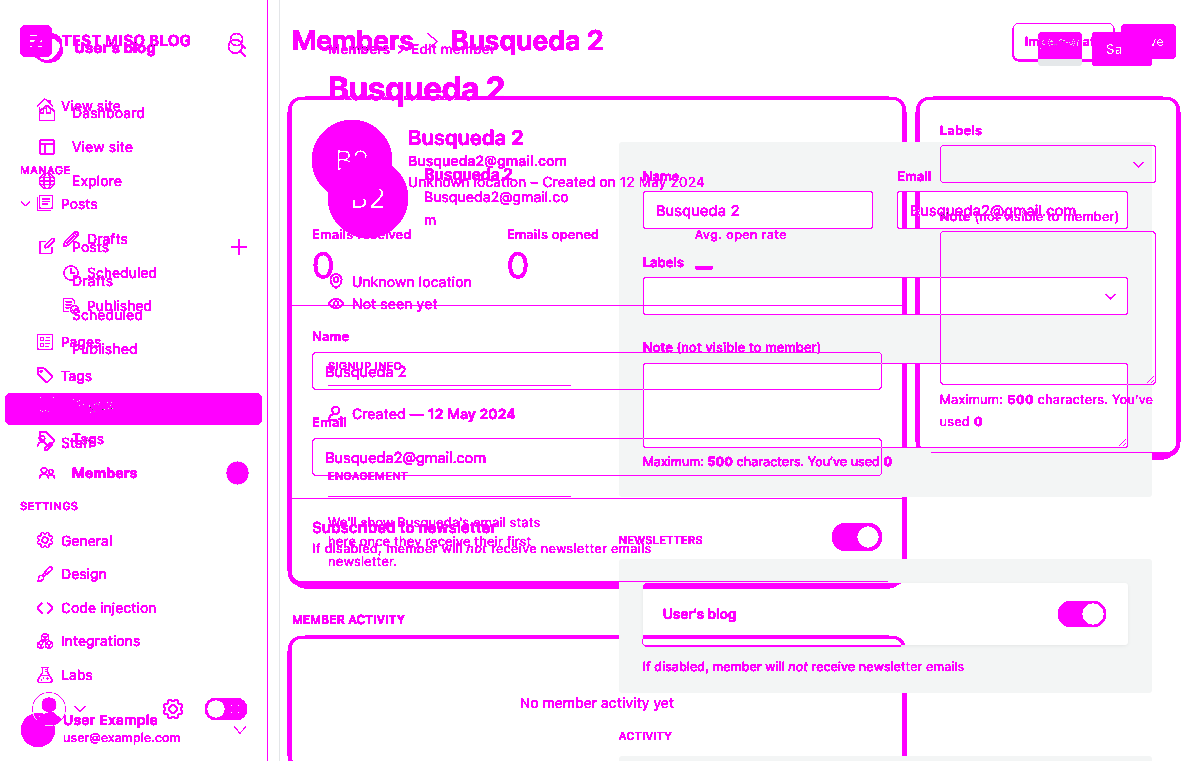 TEST MISO BLOG
User's blog
View site
Dashboard
View site
MANAGE
Explore
Posts
Drafts
Posts
Scheduled
Drafts
Published
Scheduled
Pages
Published
Tags
Staff
Tags
Members
SETTINGS
General
Design
Code injection
Integrations
Labs
User Example
user@example.com
Members > Busqueda 2
Members > Edit member
Busqueda 2
B2
Busqueda 2
Busqueda2@gmail.com
Unknown location – Created on 12 May 2024
B2
Busqueda 2
Busqueda2@gmail.co
m
Emails received
Emails opened
Avg. open rate
0
0
Unknown location
Not seen yet
Name
Busqueda 2
SIGNUP INFO
Created — 12 May 2024
Email
Busqueda2@gmail.com
ENGAGEMENT
We'll show Busqueda's email stats
here once they receive their first
newsletter.
Subscribed to newsletter
If disabled, member will not receive newsletter emails
MEMBER ACTIVITY
No member activity yet
Name
Busqueda 2
Email
Busqueda2@gmail.com
Labels
Note (not visible to member)
Maximum: 500 characters. You've used 0
NEWSLETTERS
User's blog
If disabled, member will not receive newsletter emails
ACTIVITY
Labels
Note (not visible to member)
Maximum: 500 characters. You've
used 0